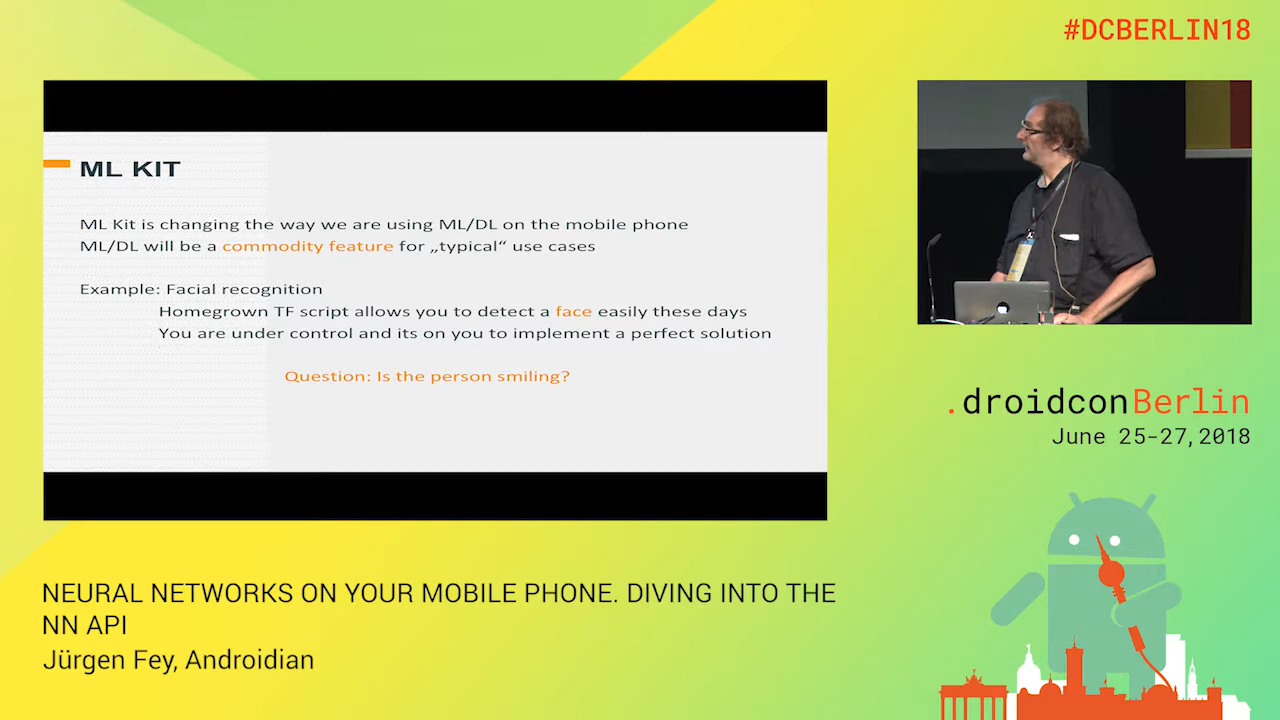 #DCBERLIN18
ML KIT
ML Kit is changing the way we are using ML/DL on the mobile phone
ML/DL will be a commodity feature for „typical“ use cases
Example: Facial recognition
Homegrown TF script allows you to detect a face easily these days
You are under control and its on you to implement a perfect solution
Question: Is the person smiling?
.droidconBerlin
June 25-27,2018
NEURAL NETWORKS ON YOUR MOBILE PHONE. DIVING INTO THE
NN API
Jürgen Fey, Androidian